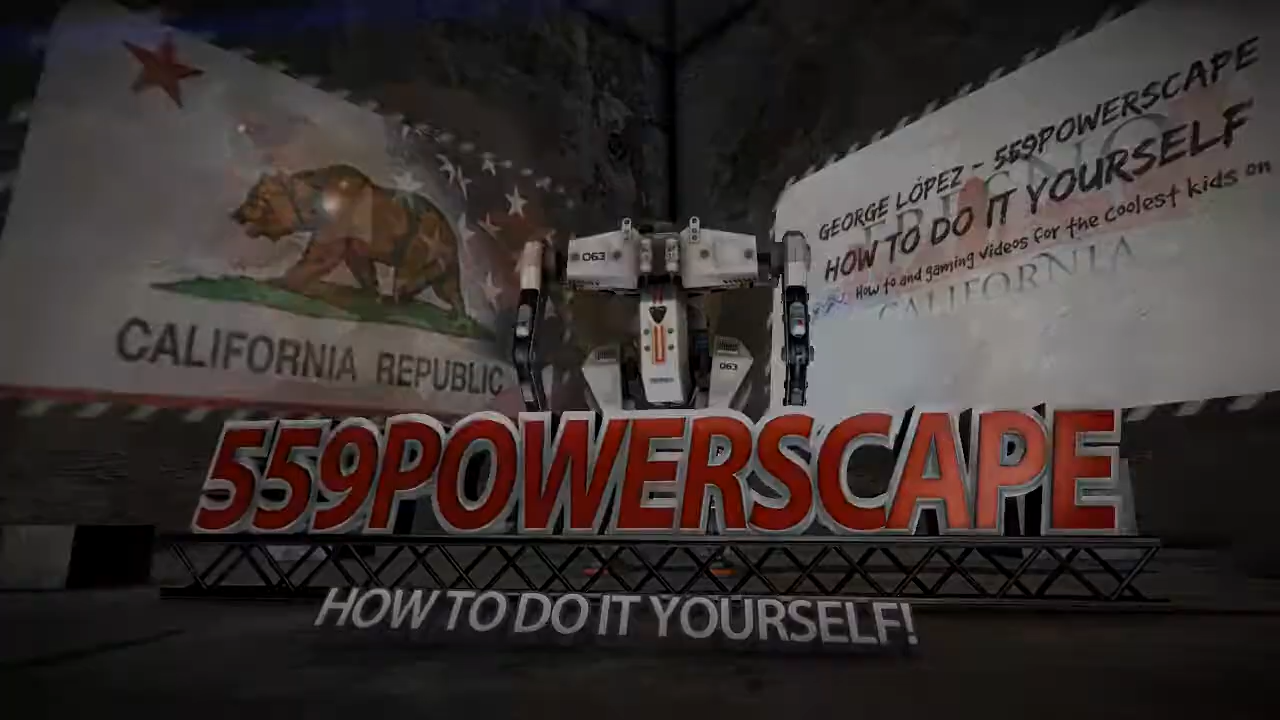 CALIFORNIA REPUBLIC
GEORGE LÓPEZ - 559POWERSCAPE
HOW TO DO IT YOURSELF
How to and gaming videos for the coolest kids on
CALIFORNIA
063
063
559POWERSCAPE
HOW TO DO IT YOURSELF!